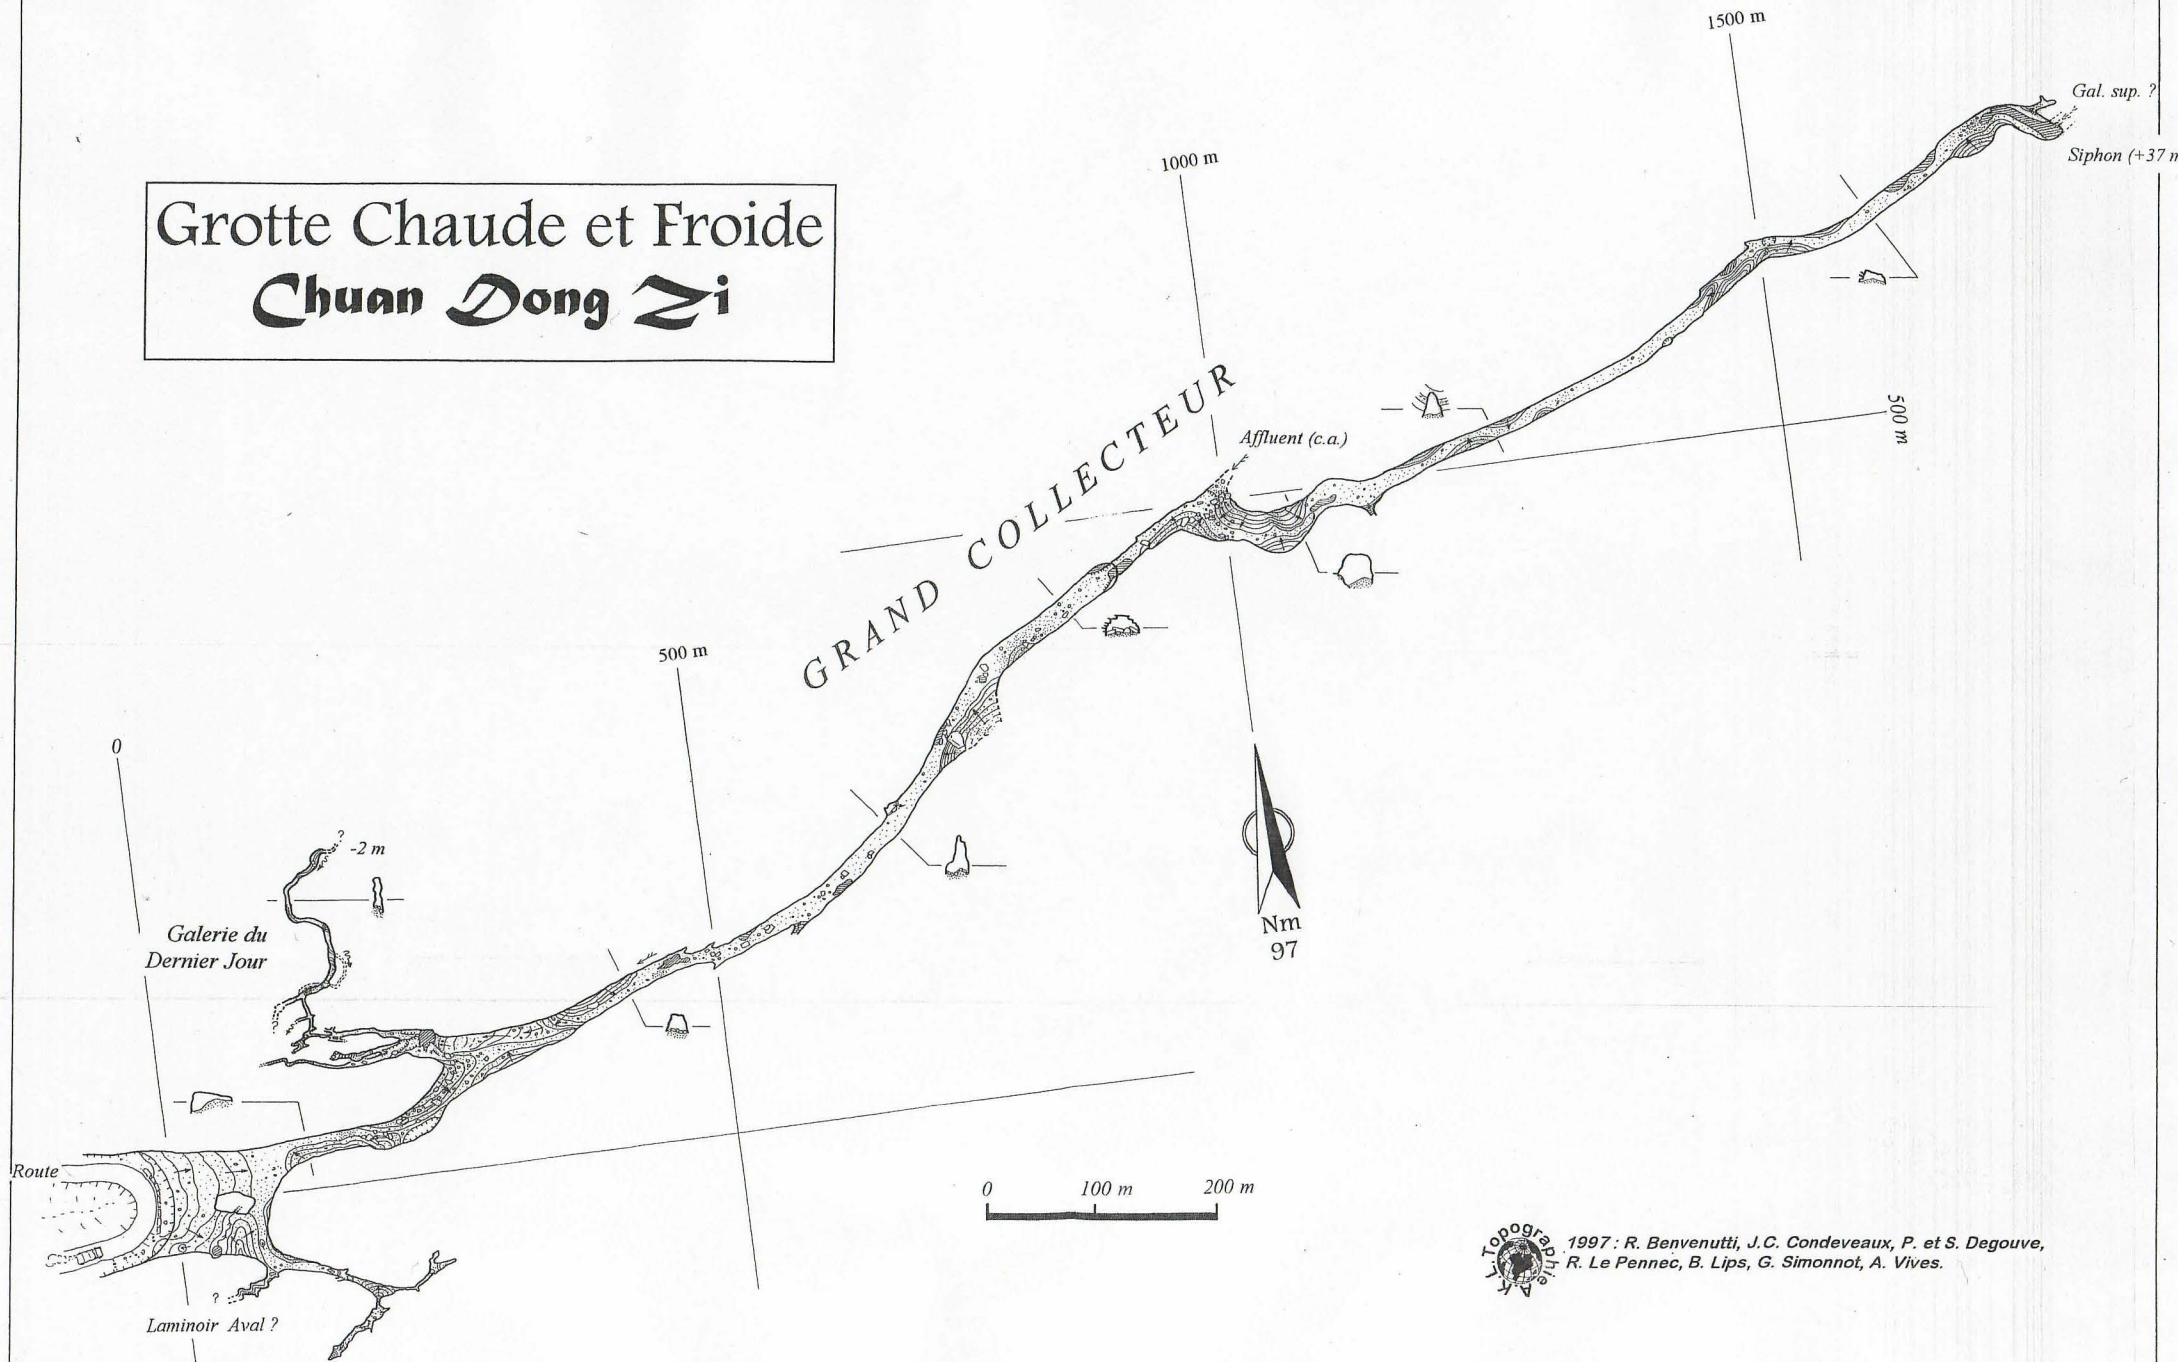 1500 m
Gal. sup. ?
1000 m
Siphon (+37 m
Grotte Chaude et Froide
Chuan Dong Zi
GRAND COLLECTEUR
500 m
Affluent (c.a.)
500 m
0
-2 m
?
Galerie du
Dernier Jour
Nm
97
Route
0 100 m 200 m
?
Laminoir Aval ?
Topographie A.K.L.
1997 : R. Benvenutti, J.C. Condeveaux, P. et S. Degouve,
R. Le Pennec, B. Lips, G. Simonnot, A. Vives.